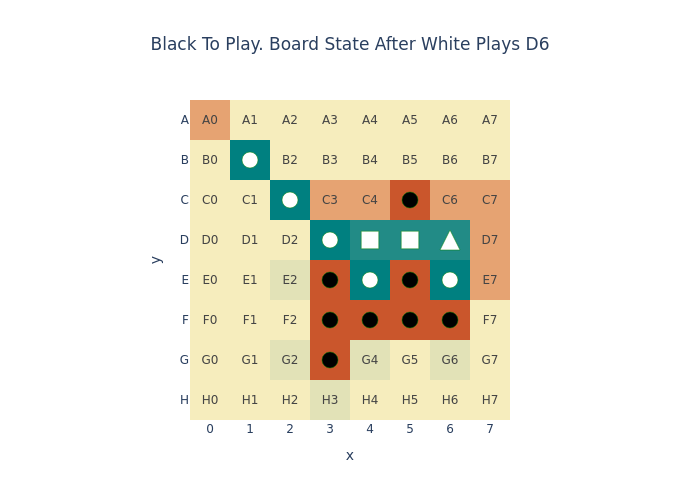 Black To Play. Board State After White Plays D6
A A0 A1 A2 A3 A4 A5 A6 A7
B B0 B2 B3 B4 B5 B6 B7
C C0 C1 C3 C4 C6 C7
D D0 D1 D2 D7
E E0 E1 E2 E7
F F0 F1 F2 F7
G G0 G1 G2 G4 G5 G6 G7
H H0 H1 H2 H3 H4 H5 H6 H7
0 1 2 3 4 5 6 7
x
y